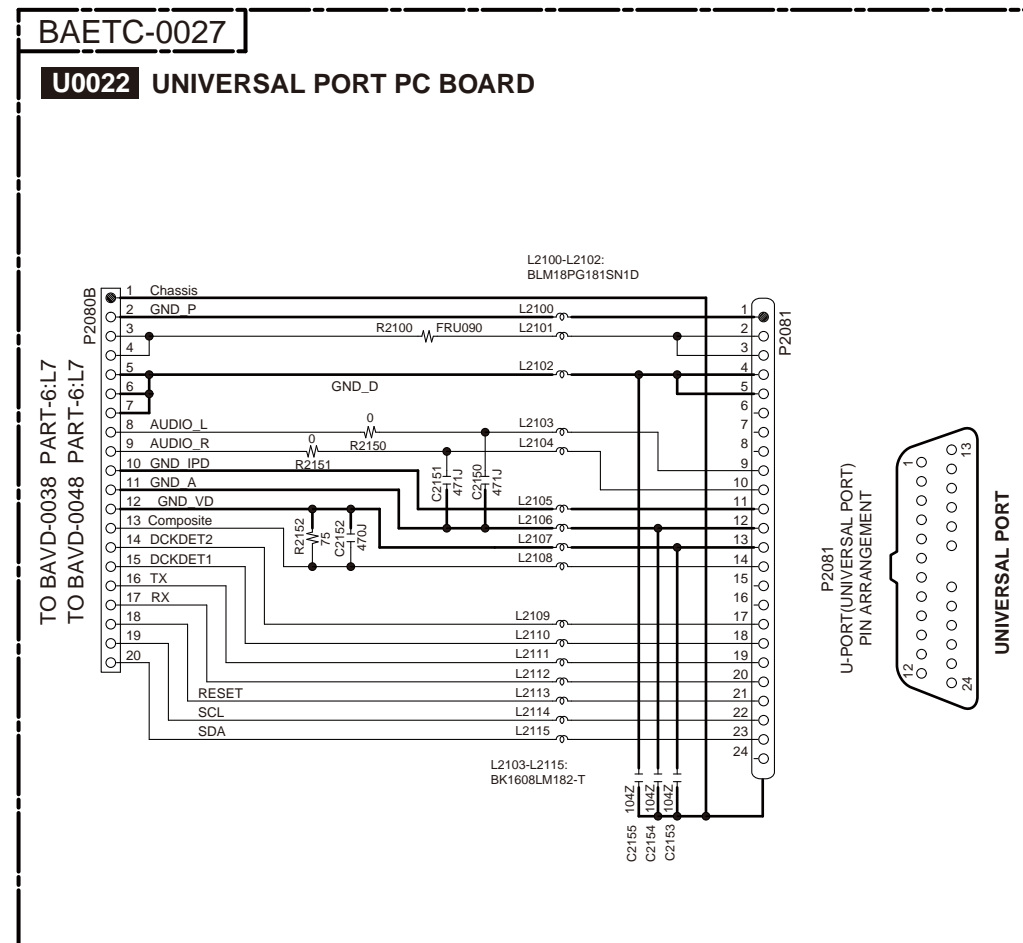 BAETC-0027
U0022 UNIVERSAL PORT PC BOARD
L2100-L2102:
BLM18PG181SN1D
P2080B
TO BAVD-0038 PART-6:L7
TO BAVD-0048 PART-6:L7
1 Chassis
2 GND_P
3
4
5
6
7
8 AUDIO_L
9 AUDIO_R
10 GND_IPD
11 GND_A
12 GND_VD
13 Composite
14 DCKDET2
15 DCKDET1
16 TX
17 RX
18
19
20
RESET
SCL
SDA
R2100 FRU090
GND_D
0
R2150
0
R2151
C2151
471J
C2150
471J
R2152
75
C2152
470J
L2100
L2101
L2102
L2103
L2104
L2105
L2106
L2107
L2108
L2109
L2110
L2111
L2112
L2113
L2114
L2115
L2103-L2115:
BK1608LM182-T
C2155 104Z
C2154 104Z
C2153 104Z
P2081
1
2
3
4
5
6
7
8
9
10
11
12
13
14
15
16
17
18
19
20
21
22
23
24
P2081
U-PORT(UNIVERSAL PORT)
PIN ARRANGEMENT
1
13
12
24
UNIVERSAL PORT